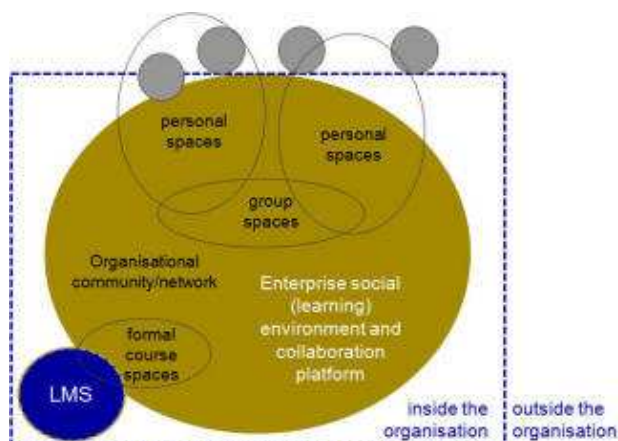 personal
spaces
personal
spaces
group
spaces
Organisational
community/network
Enterprise social
(learning)
environment and
collaboration
platform
formal
course
spaces
LMS
inside the
organisation
outside the
organisation